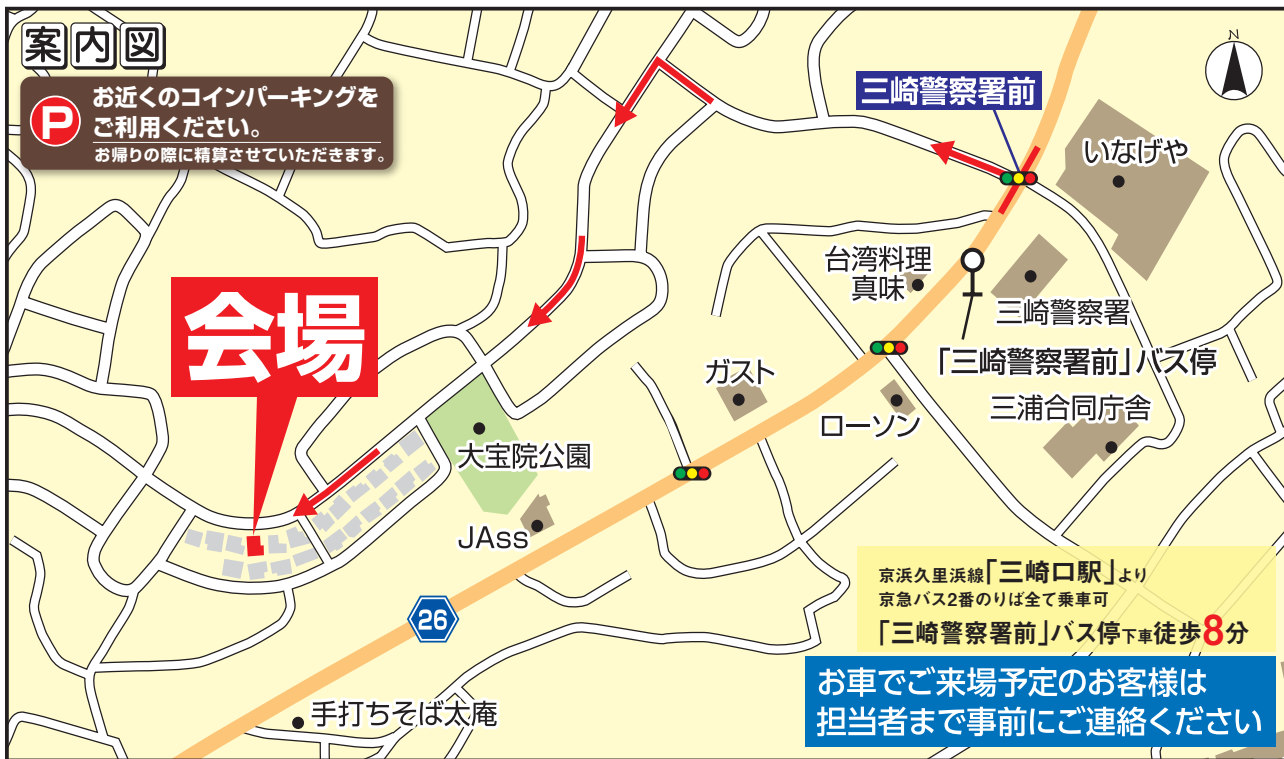 案内図
P
お近くのコインパーキングを
ご利用ください。
お帰りの際に精算させていただきます。
N
三崎警察署前
いなげや
台湾料理
真味
三崎警察署
「三崎警察署前」バス停
会場
ガスト
ローソン
三浦合同庁舎
大宝院公園
JAss
26
手打ちそば太庵
京浜久里浜線「三崎口駅」より
京急バス2番のりば全て乗車可
「三崎警察署前」バス停下車徒歩8分
お車でご来場予定のお客様は
担当者まで事前にご連絡ください